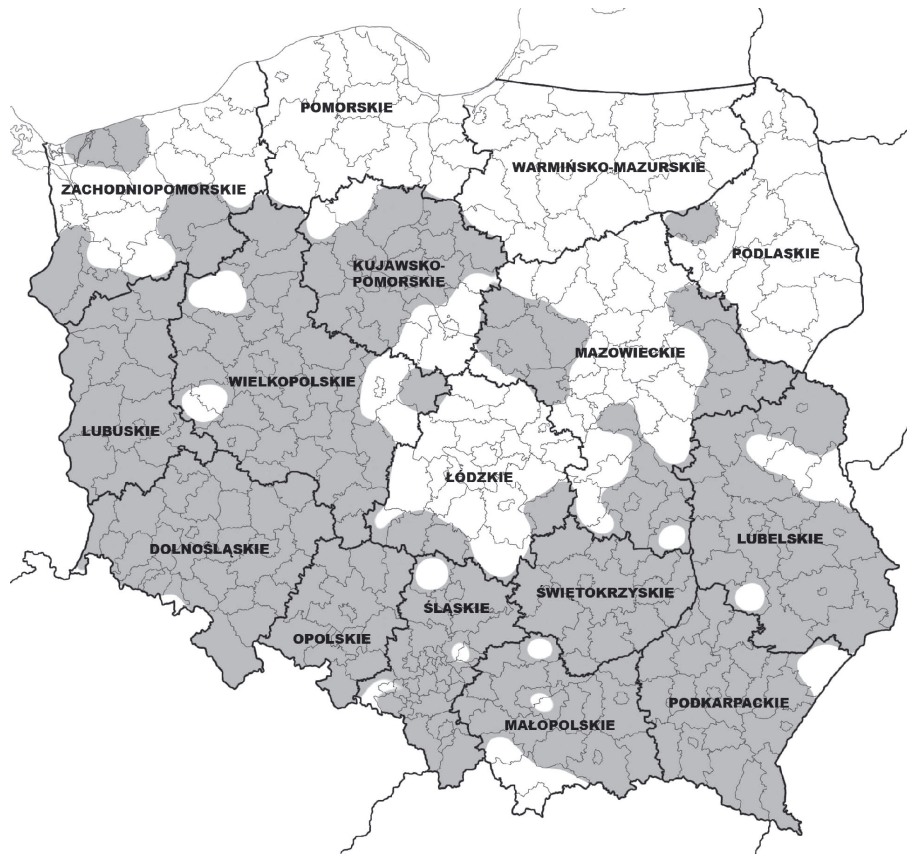 POMORSKIE
WARMIŃSKO-MAZURSKIE
ZACHODNIOPOMORSKIE
PODLASKIE
KUJAWSKO-
POMORSKIE
MAZOWIECKIE
WIELKOPOLSKIE
LUBUSKIE
ŁÓDZKIE
LUBELSKIE
DOLNOŚLĄSKIE
ŚWIĘTOKRZYSKIE
ŚLĄSKIE
OPOLSKIE
PODKARPACKIE
MAŁOPOLSKIE